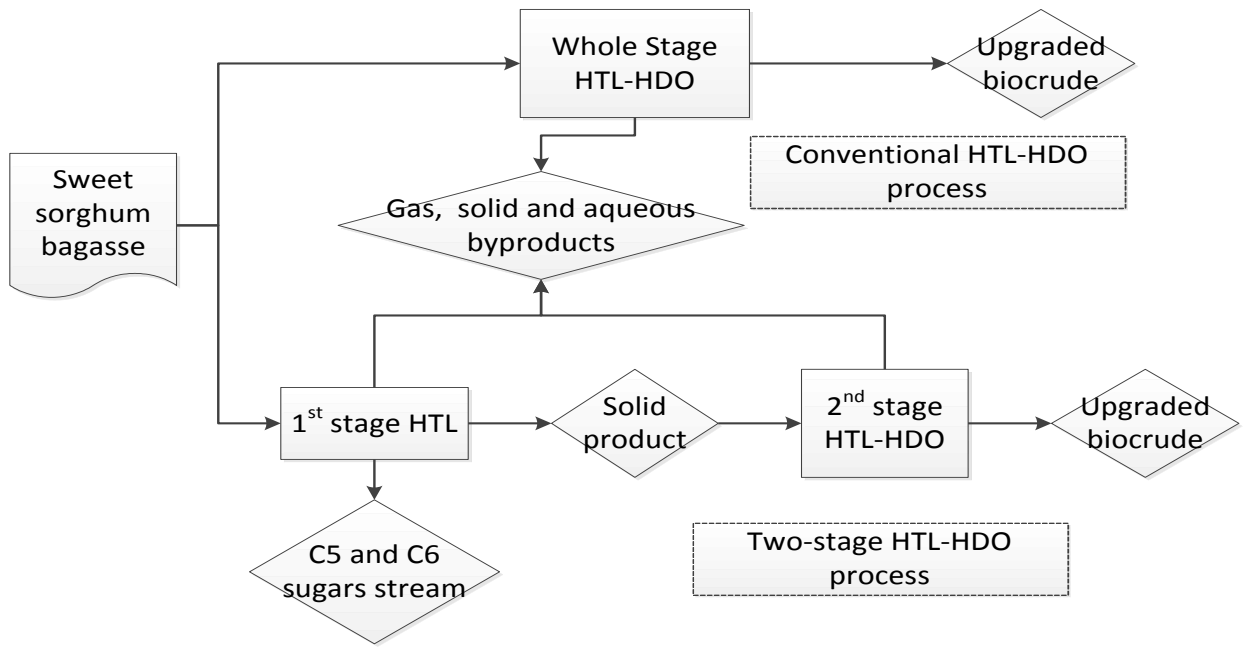 Whole Stage
HTL-HDO
Upgraded
biocrude
Conventional HTL-HDO
process
Sweet
sorghum
bagasse
Gas, solid and aqueous
byproducts
1st stage HTL
Solid
product
2nd stage
HTL-HDO
Upgraded
biocrude
C5 and C6
sugars stream
Two-stage HTL-HDO
process